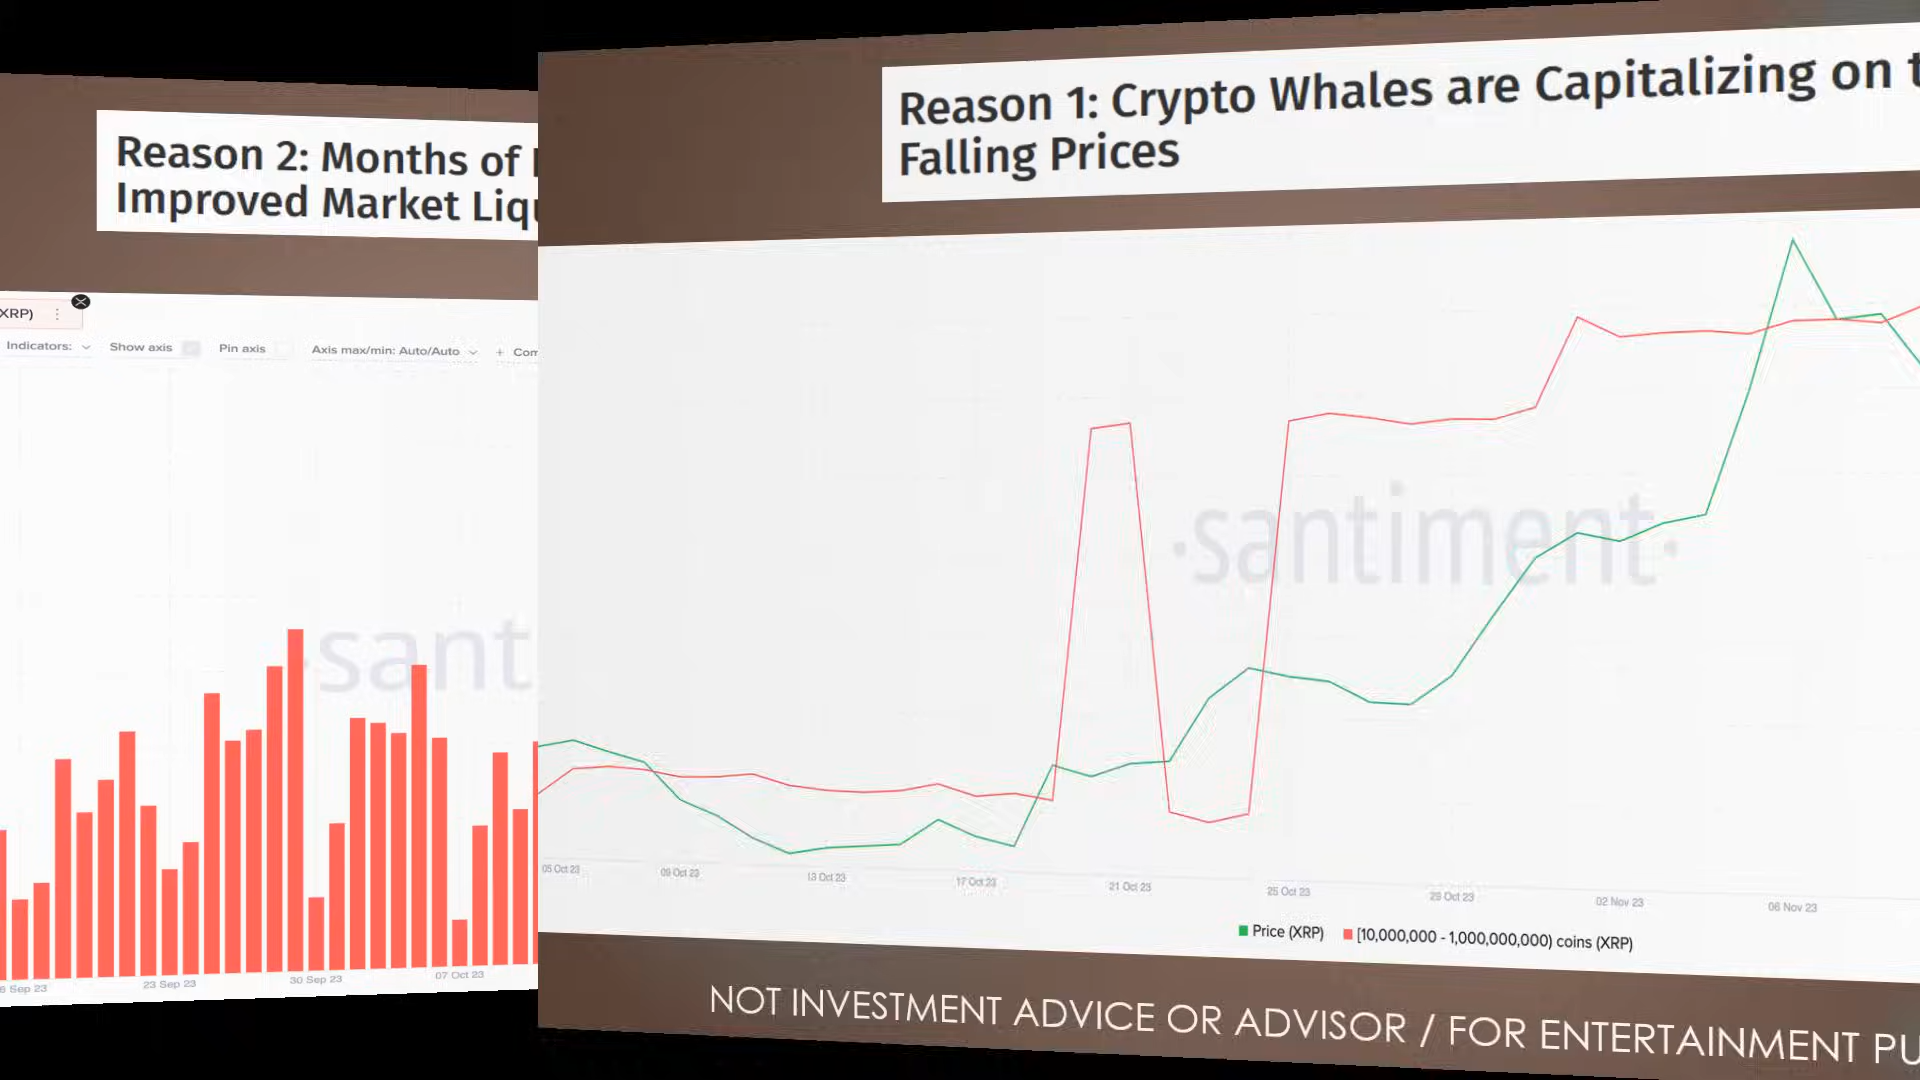 Reason 2: Months of
Improved Market Liqu
XRP)
Indicators:
Show axis
Pin axis
Axis max/min: Auto/Auto
+ Com
·sant
Sep 23
23 Sep 23
30 Sep 23
07 Oct 23
Reason 1: Crypto Whales are Capitalizing on t
Falling Prices
·santiment·
05 Oct 23
09 Oct 23
13 Oct 23
17 Oct 23
21 Oct 23
25 Oct 23
29 Oct 23
02 Nov 23
06 Nov 23
Price (XRP)
[10,000,000 - 1,000,000,000) coins (XRP)
NOT INVESTMENT ADVICE OR ADVISOR / FOR ENTERTAINMENT PU